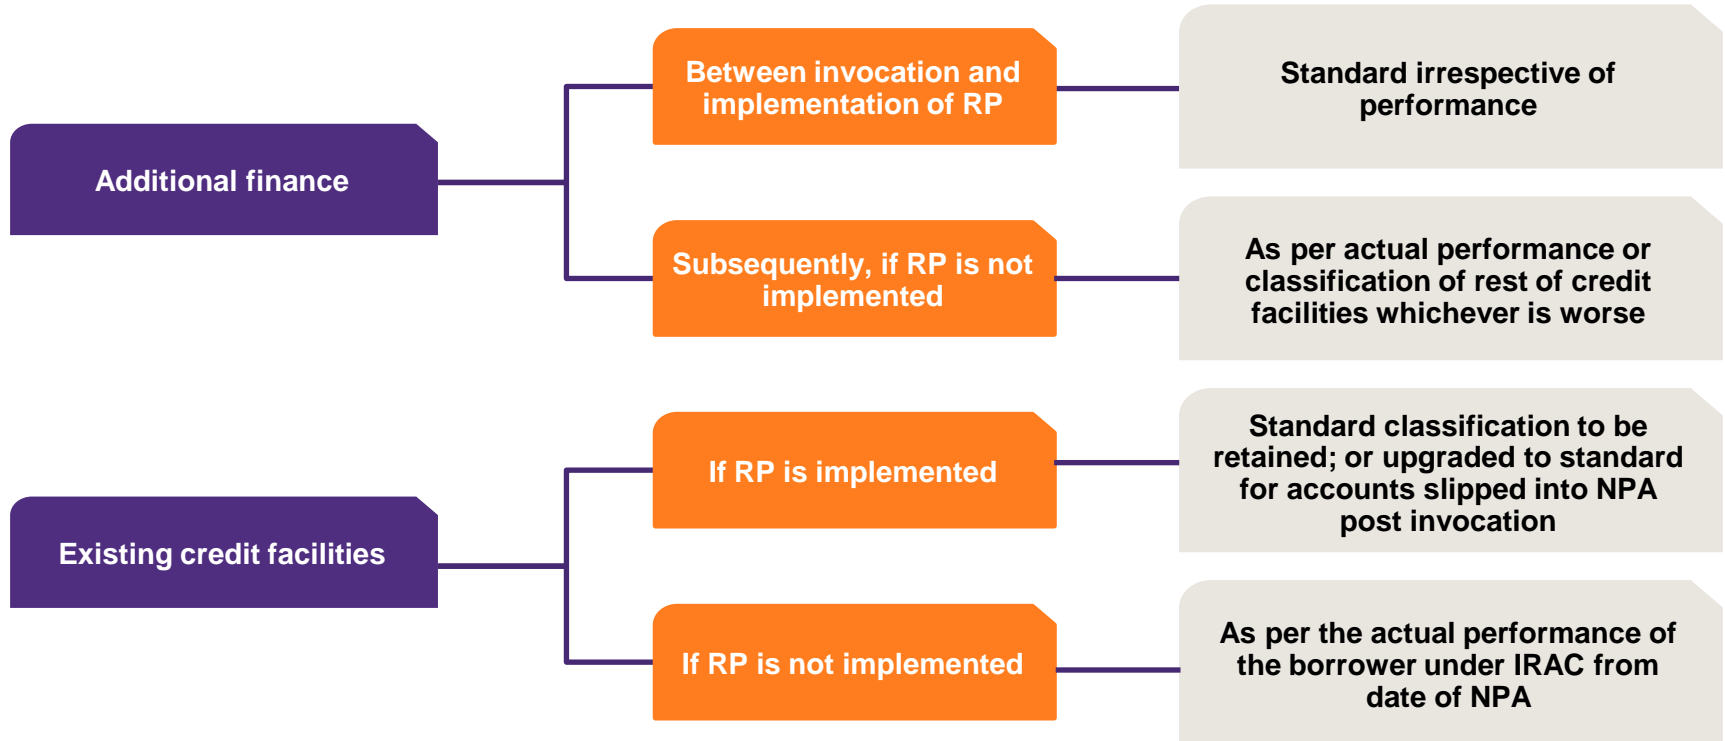 Additional finance
Between invocation and
implementation of RP
Standard irrespective of
performance
Subsequently, if RP is not
implemented
As per actual performance or
classification of rest of credit
facilities whichever is worse
Existing credit facilities
If RP is implemented
Standard classification to be
retained; or upgraded to standard
for accounts slipped into NPA
post invocation
If RP is not implemented
As per the actual performance of
the borrower under IRAC from
date of NPA